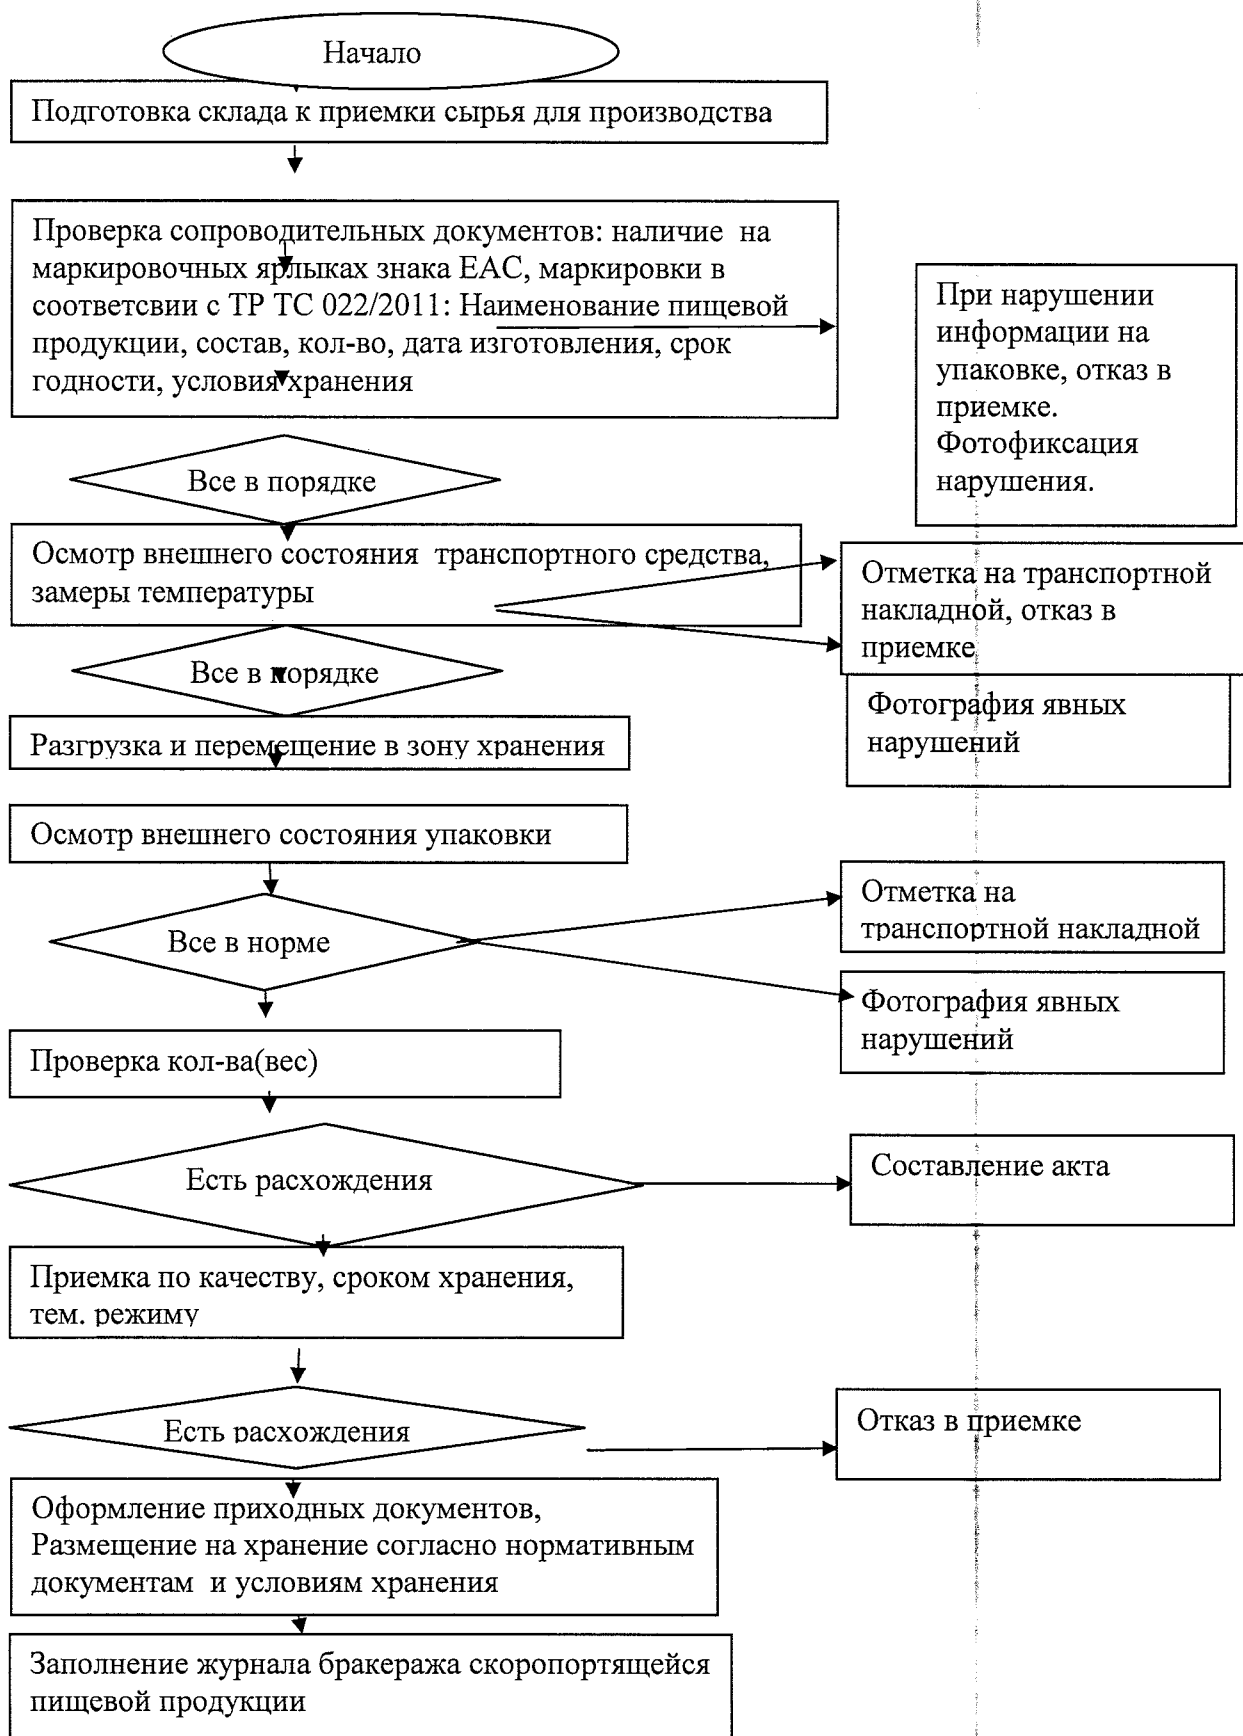 Начало
Подготовка склада к приемки сырья для производства
Проверка сопроводительных документов: наличие на
маркировочных ярлыках знака ЕАС, маркировки в
соответсвии с ТР ТС 022/2011: Наименование пищевой
продукции, состав, кол-во, дата изготовления, срок
годности, условия хранения
При нарушении
информации на
упаковке, отказ в
приемке.
Фотофиксация
нарушения.
Все в порядке
Осмотр внешнего состояния транспортного средства,
замеры температуры
Отметка на транспортной
накладной, отказ в
приемке
Все в порядке
Фотография явных
нарушений
Разгрузка и перемещение в зону хранения
Осмотр внешнего состояния упаковки
Все в норме
Отметка на
транспортной накладной
Фотография явных
нарушений
Проверка кол-ва(вес)
Есть расхождения
Составление акта
Приемка по качеству, сроком хранения,
тем. режиму
Есть расхождения
Отказ в приемке
Оформление приходных документов,
Размещение на хранение согласно нормативным
документам и условиям хранения
Заполнение журнала бракеража скоропортящейся
пищевой продукции